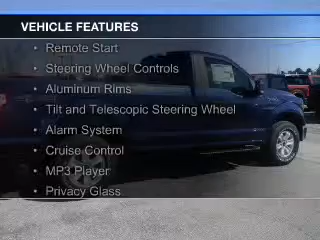 VEHICLE FEATURES
• Remote Start
• Steering Wheel Controls
• Aluminum Rims
• Tilt and Telescopic Steering Wheel
• Alarm System
• Cruise Control
• MP3 Player
• Privacy Glass